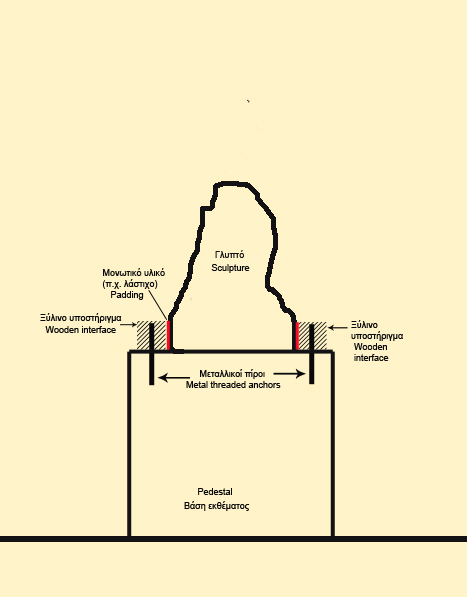 Γλυπτό
Sculpture
Μονωτικό υλικό
(π.χ. λάστιχο)
Padding
Ξύλινο υποστήριγμα
Wooden interface
Ξύλινο
υποστήριγμα
Wooden
interface
Μεταλλικοί πίροι
Metal threaded anchors
Pedestal
Βάση εκθέματος